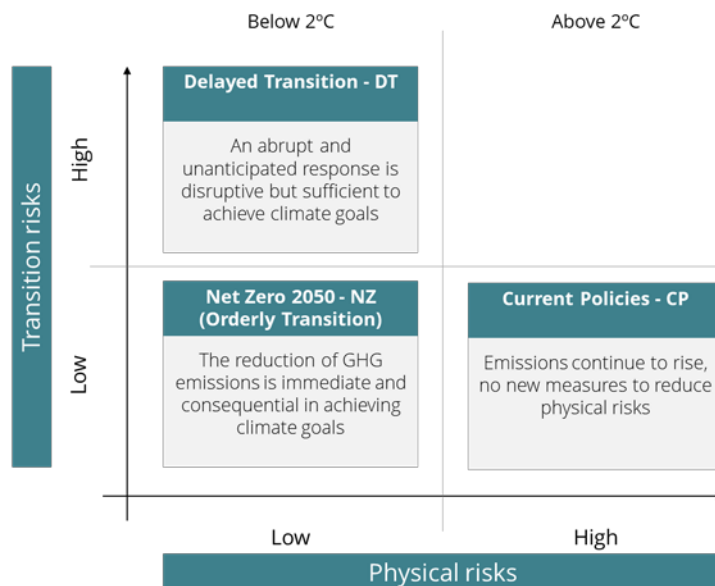 Below 2ºC
Above 2ºC
Transition risks
High
Delayed Transition - DT
An abrupt and
unanticipated response is
disruptive but sufficient to
achieve climate goals
Low
Net Zero 2050 - NZ
(Orderly Transition)
The reduction of GHG
emissions is immediate and
consequential in achieving
climate goals
Current Policies - CP
Emissions continue to rise,
no new measures to reduce
physical risks
Low
High
Physical risks